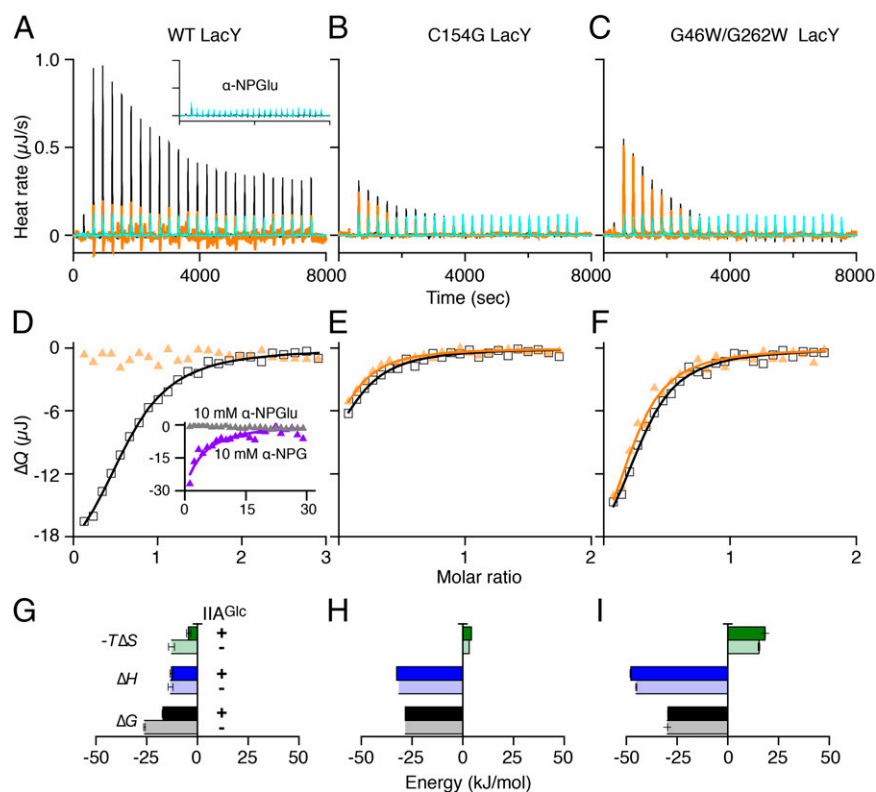 A WT LacY B C154G LacY C G46W/G262W LacY
α-NPGlu
Heat rate (μJ/s)
1.0
0.5
0
0 4000 8000 0 4000 8000 0 4000 8000
Time (sec)
D E F
ΔQ (μJ)
0
-6
-12
-18
10 mM α-NPGlu
0
-15
-30
10 mM α-NPG
0 15 30
0 1 2 3 1 2 1 2
Molar ratio
G H I
IIAGlc
-TΔS + -
ΔH + -
ΔG + -
-50 -25 0 25 50 -50 -25 0 25 50 -50 -25 0 25 50
Energy (kJ/mol)